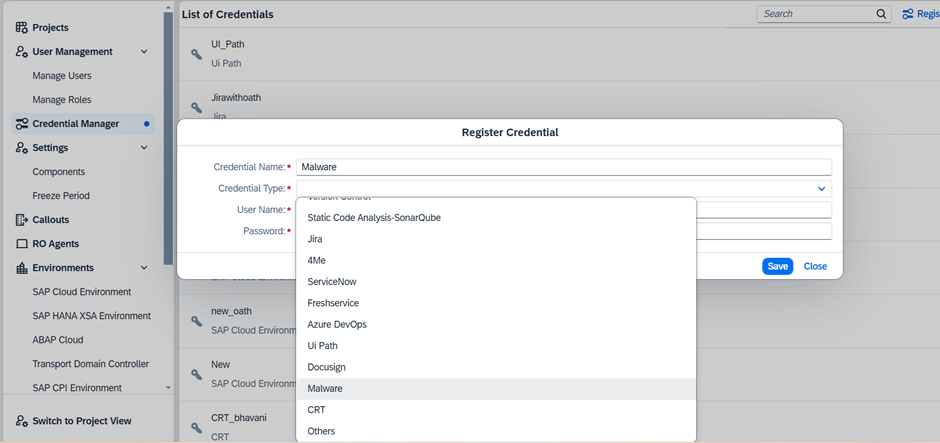 Projects
User Management
Manage Users
Manage Roles
Credential Manager
Settings
Components
Freeze Period
Callouts
RO Agents
Environments
SAP Cloud Environment
SAP HANA XSA Environment
ABAP Cloud
Transport Domain Controller
SAP CPI Environment
Switch to Project View
List of Credentials
Search
Regis
UI_Path
Ui Path
Jirawithoath
Jira
Register Credential
Credential Name:* Malware
Credential Type:*
User Name:*
Password:*
Version Control
Static Code Analysis-SonarQube
Jira
4Me
ServiceNow
Freshservice
Azure DevOps
Ui Path
Docusign
Malware
CRT
Others
Save Close
new_oath
SAP Cloud Environm
New
SAP Cloud Environm
CRT_bhavani
CRT